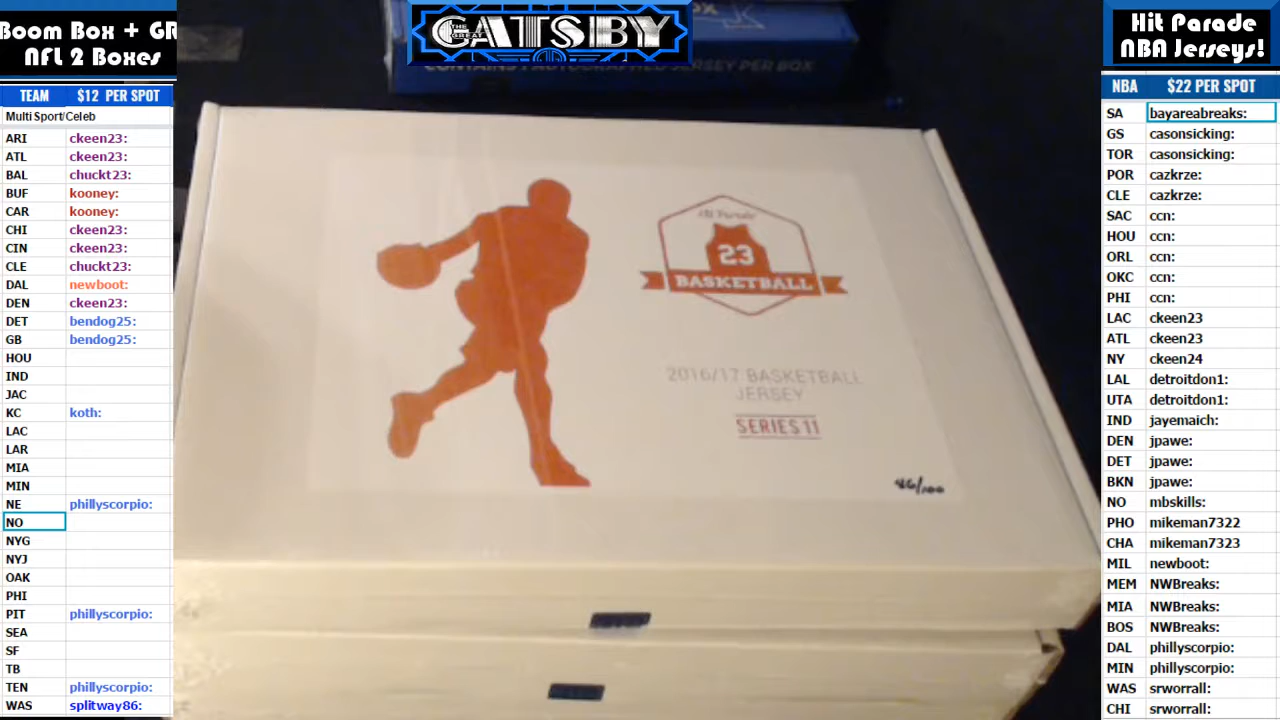 Boom Box + GR
NFL 2 Boxes
TEAM $12 PER SPOT
Multi Sport/Celeb
ARI ckeen23:
ATL ckeen23:
BAL chuckt23:
BUF kooney:
CAR kooney:
CHI ckeen23:
CIN ckeen23:
CLE chuckt23:
DAL newboot:
DEN ckeen23:
DET bendog25:
GB bendog25:
HOU
IND
JAC
KC koth:
LAC
LAR
MIA
MIN
NE phillyscorpio:
NO
NYG
NYJ
OAK
PHI
PIT phillyscorpio:
SEA
SF
TB
TEN phillyscorpio:
WAS splitway86:
THE GREAT
GATSBY
BOX
CONTAINS 1 AUTOGRAPHED JERSEY PER BOX
Hit Parade
23
BASKETBALL
2016/17 BASKETBALL
JERSEY
SERIES 11
/100
Hit Parade
NBA Jerseys!
NBA $22 PER SPOT
SA bayareabreaks:
GS casonsicking:
TOR casonsicking:
POR cazkrze:
CLE cazkrze:
SAC ccn:
HOU ccn:
ORL ccn:
OKC ccn:
PHI ccn:
LAC ckeen23
ATL ckeen23
NY ckeen24
LAL detroitdon1:
UTA detroitdon1:
IND jayemaich:
DEN jpawe:
DET jpawe:
BKN jpawe:
NO mbskills:
PHO mikeman7322
CHA mikeman7323
MIL newboot:
MEM NWBreaks:
MIA NWBreaks:
BOS NWBreaks:
DAL phillyscorpio:
MIN phillyscorpio:
WAS srworrall:
CHI srworrall: